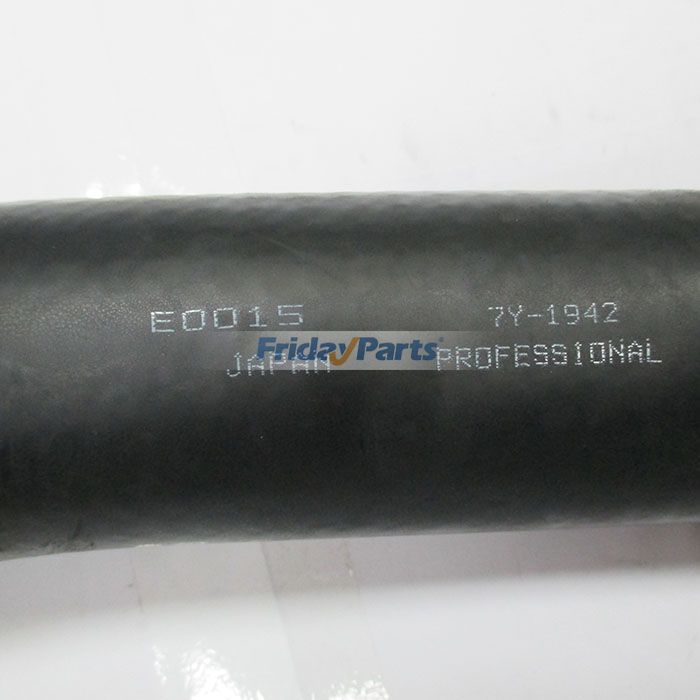 E0015 7Y-1942
FridayParts
JAPAN PROFESSIONAL